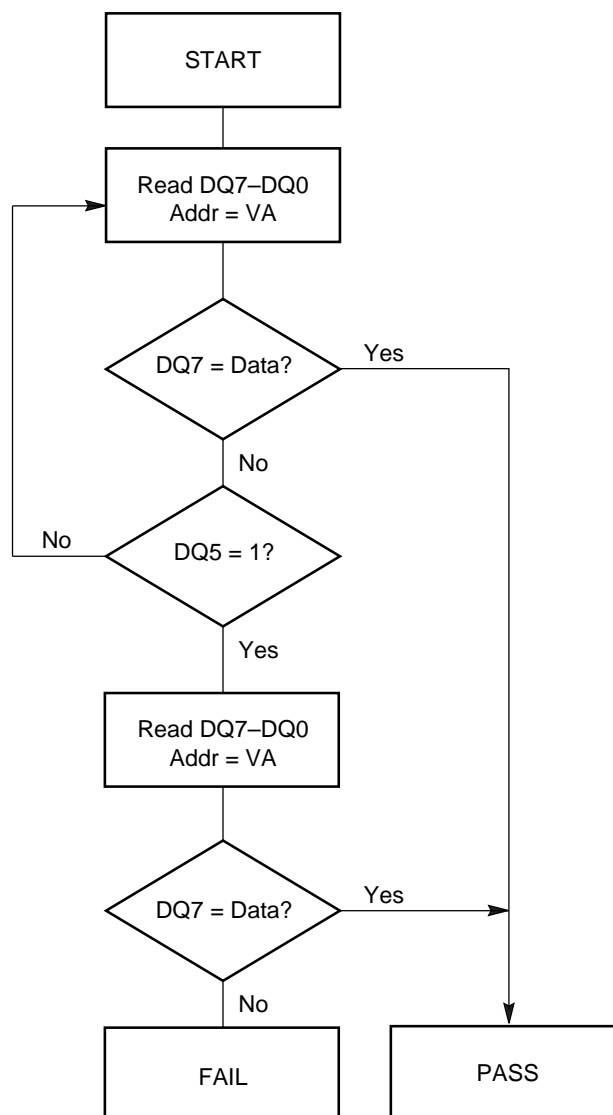 START
Read DQ7–DQ0
Addr = VA
DQ7 = Data?
Yes
No
DQ5 = 1?
No
Yes
Read DQ7–DQ0
Addr = VA
DQ7 = Data?
Yes
No
FAIL
PASS